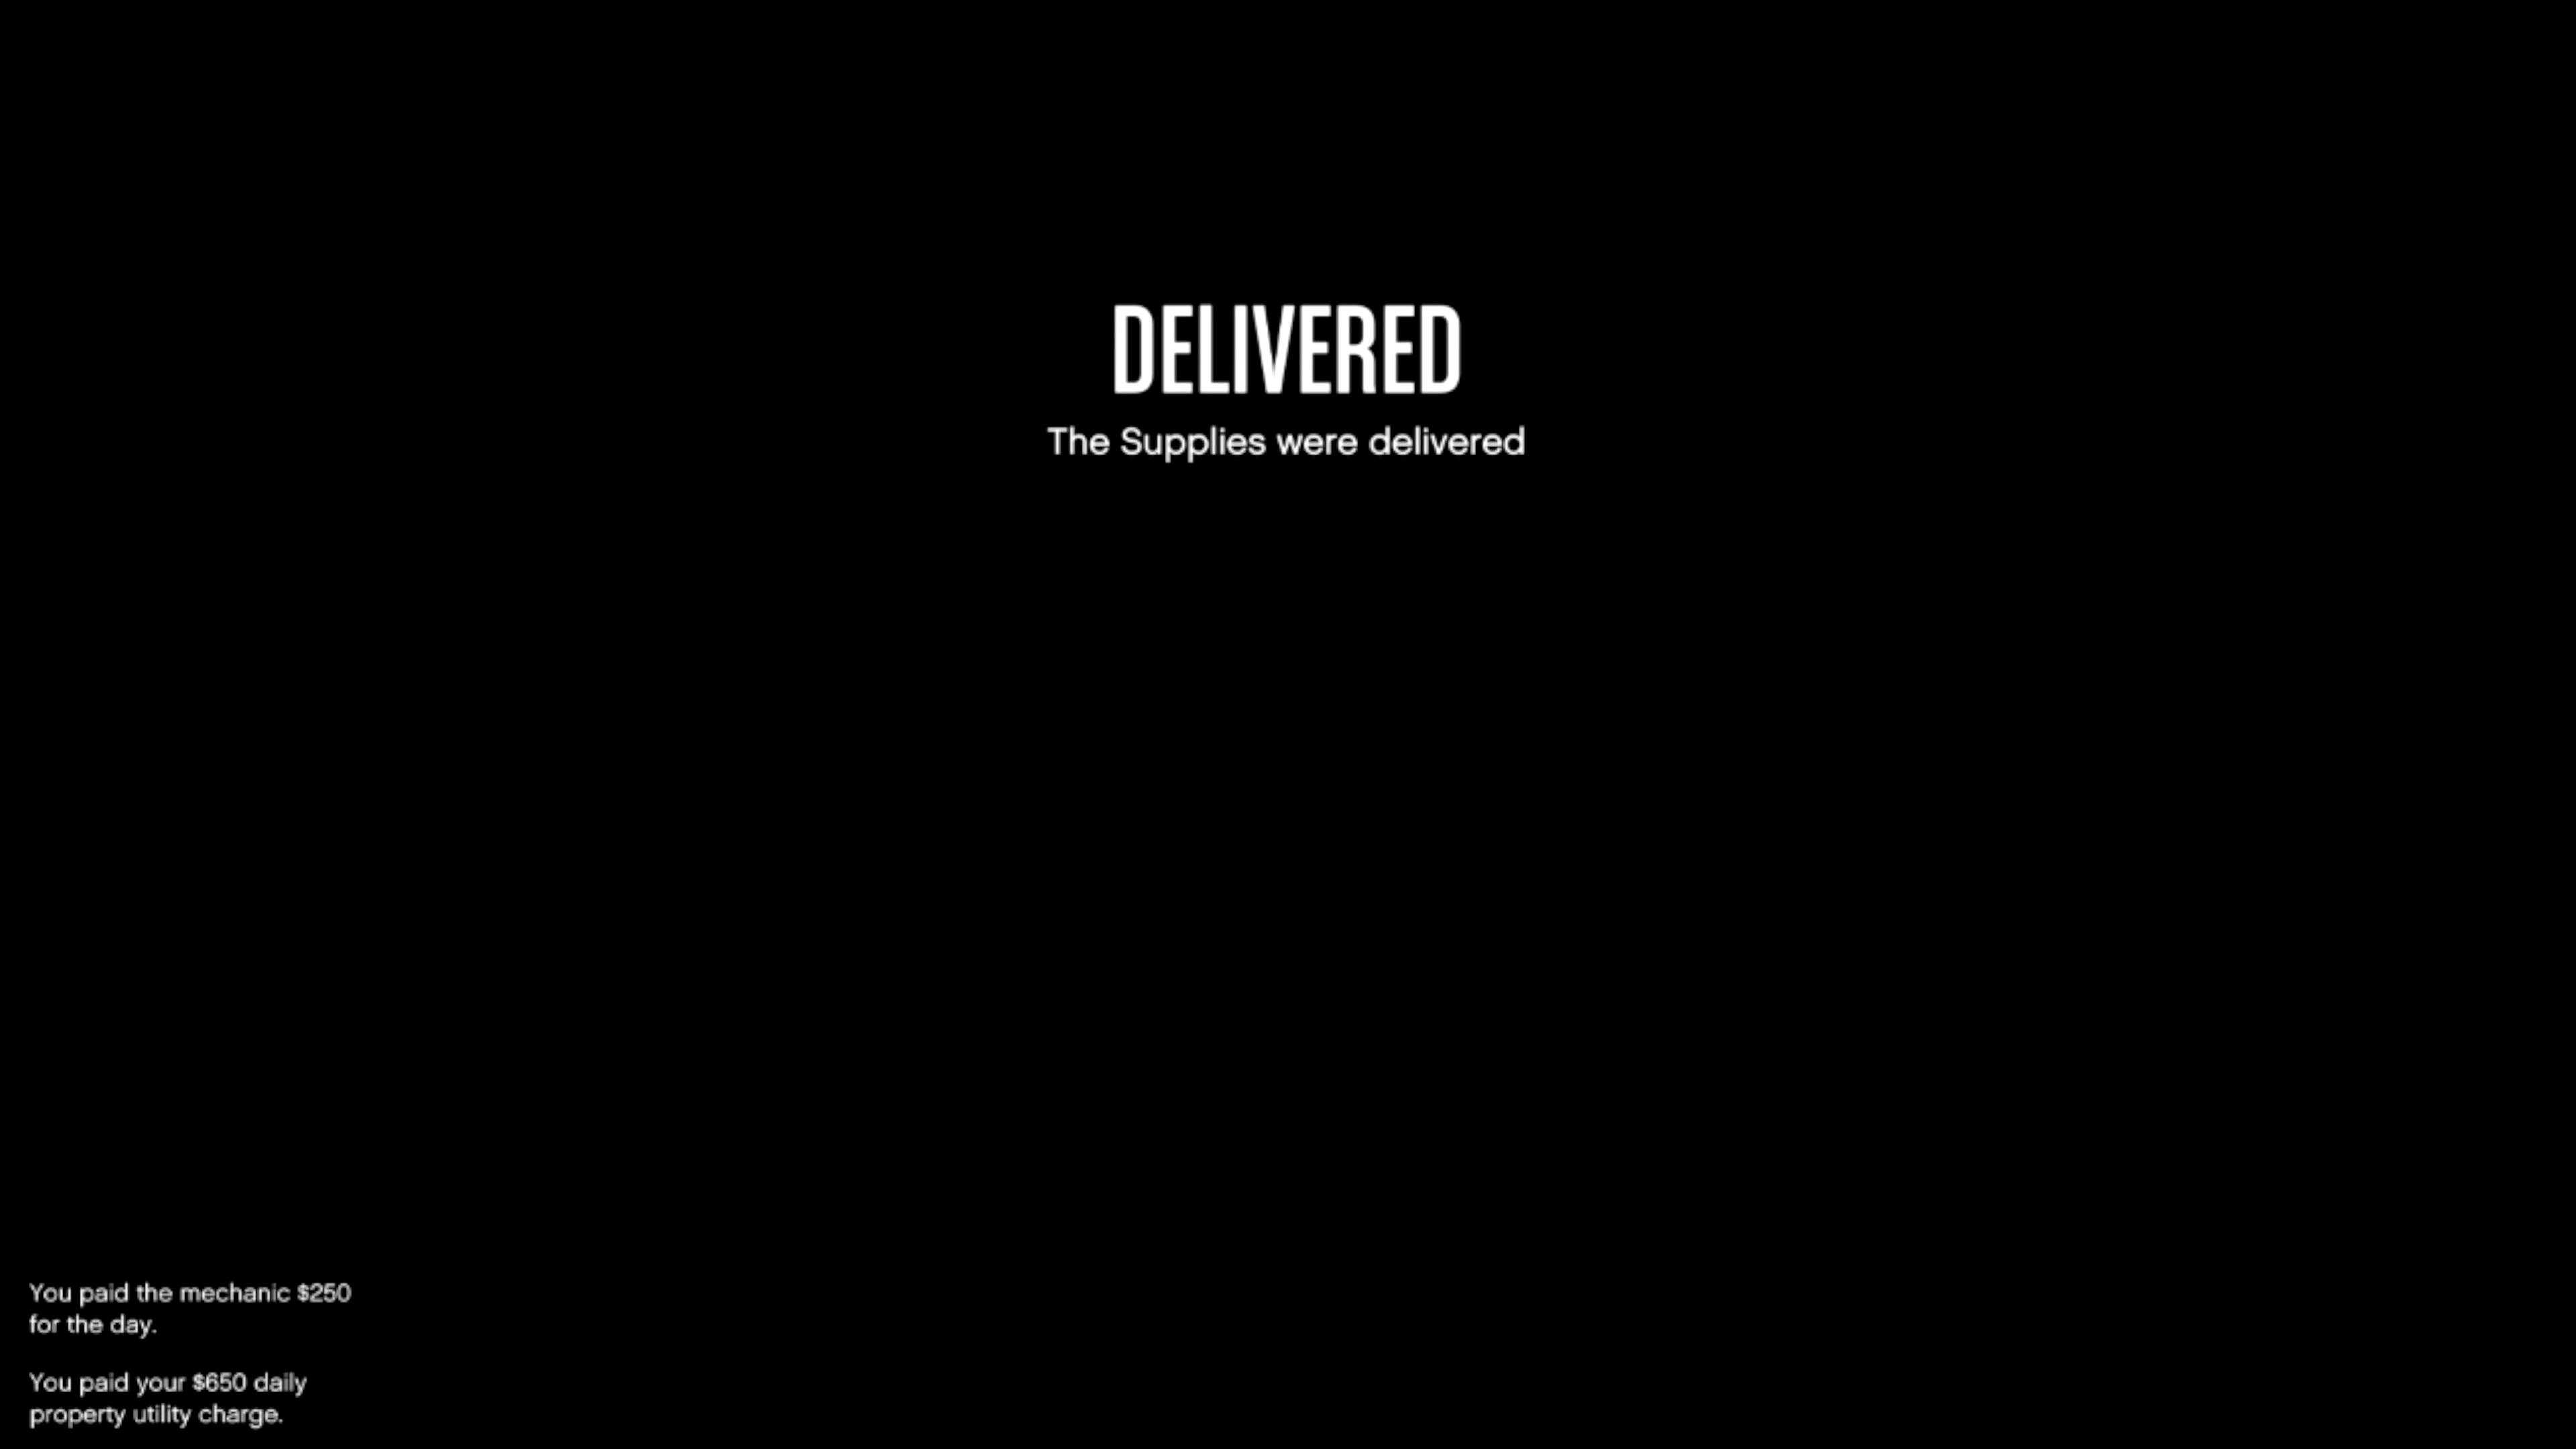 DELIVERED
The Supplies were delivered
You paid the mechanic $250
for the day.
You paid your $650 daily
property utility charge.